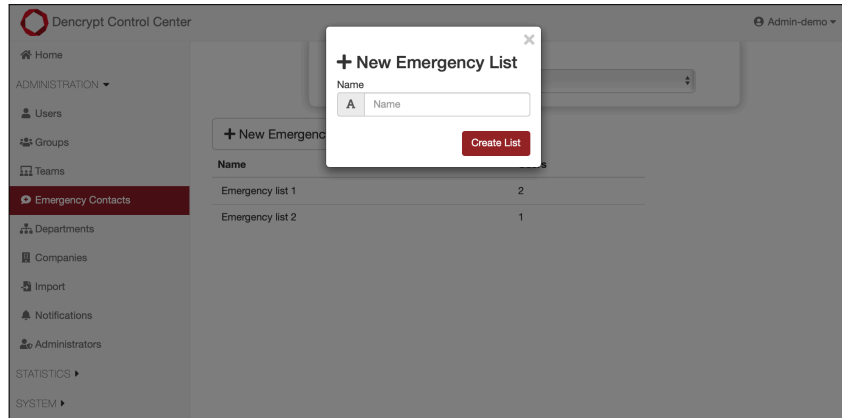 Dencrypt Control Center
Admin-demo
Home
ADMINISTRATION
Users
Groups
Teams
Emergency Contacts
Departments
Companies
Import
Notifications
Administrators
STATISTICS
SYSTEM
New Emergency List
Name
A Name
Create List
New Emergenc
Name
Emergency list 1 2
Emergency list 2 1